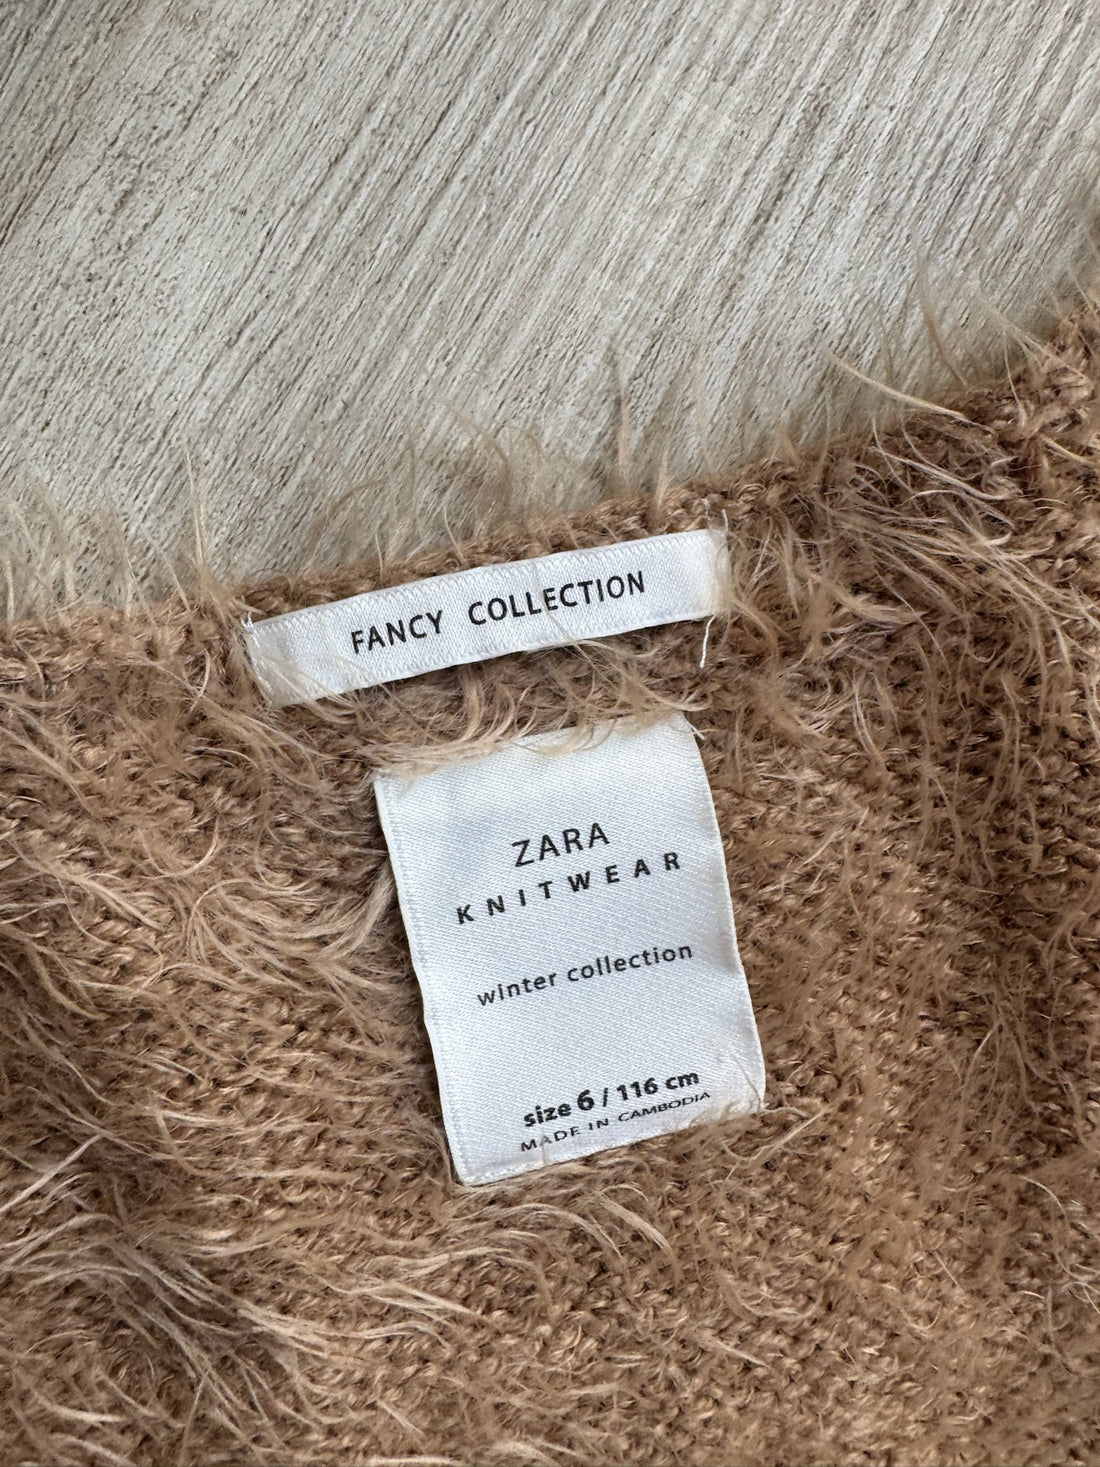 FANCY COLLECTION
ZARA
KNITWEAR
winter collection
size 6 / 116 cm
MADE IN CAMBODIA